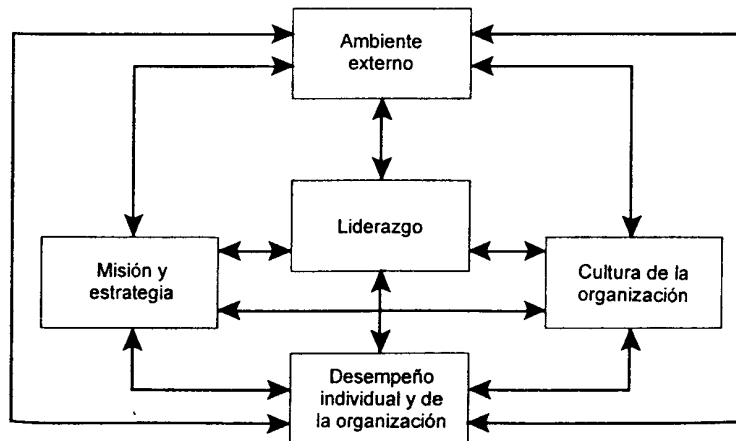 Ambiente
externo
Liderazgo
Misión y
estrategia
Cultura de la
organización
Desempeño
individual y de
la organización